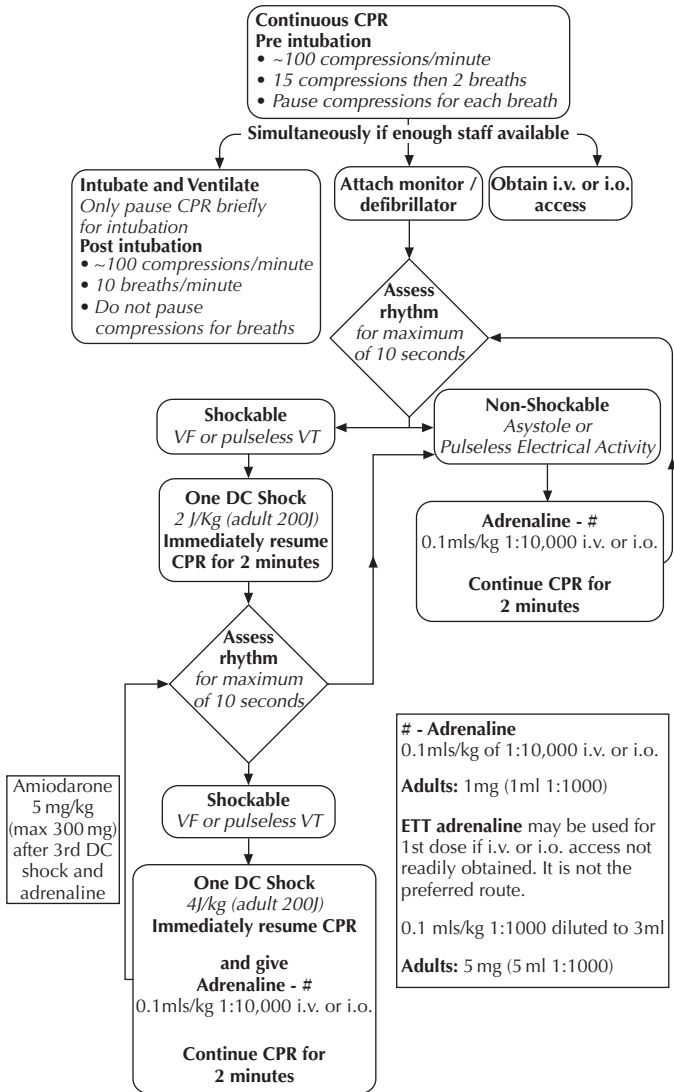 Continuous CPR
Pre intubation
• ~100 compressions/minute
• 15 compressions then 2 breaths
• Pause compressions for each breath
Simultaneously if enough staff available
Intubate and Ventilate
Only pause CPR briefly
for intubation
Post intubation
• ~100 compressions/minute
• 10 breaths/minute
• Do not pause
compressions for breaths
Attach monitor /
defibrillator
Obtain i.v. or i.o.
access
Assess
rhythm
for maximum
of 10 seconds
Shockable
VF or pulseless VT
Non-Shockable
Asystole or
Pulseless Electrical Activity
One DC Shock
2 J/Kg (adult 200J)
Immediately resume
CPR for 2 minutes
Adrenaline - #
0.1mls/kg 1:10,000 i.v. or i.o.
Continue CPR for
2 minutes
Assess
rhythm
for maximum
of 10 seconds
Amiodarone
5 mg/kg
(max 300 mg)
after 3rd DC
shock and
adrenaline
Shockable
VF or pulseless VT
One DC Shock
4J/kg (adult 200J)
Immediately resume CPR
and give
Adrenaline - #
0.1mls/kg 1:10,000 i.v. or i.o.
Continue CPR for
2 minutes
# - Adrenaline
0.1mls/kg of 1:10,000 i.v. or i.o.
Adults: 1mg (1ml 1:1000)
ETT adrenaline may be used for
1st dose if i.v. or i.o. access not
readily obtained. It is not the
preferred route.
0.1 mls/kg 1:1000 diluted to 3ml
Adults: 5 mg (5 ml 1:1000)